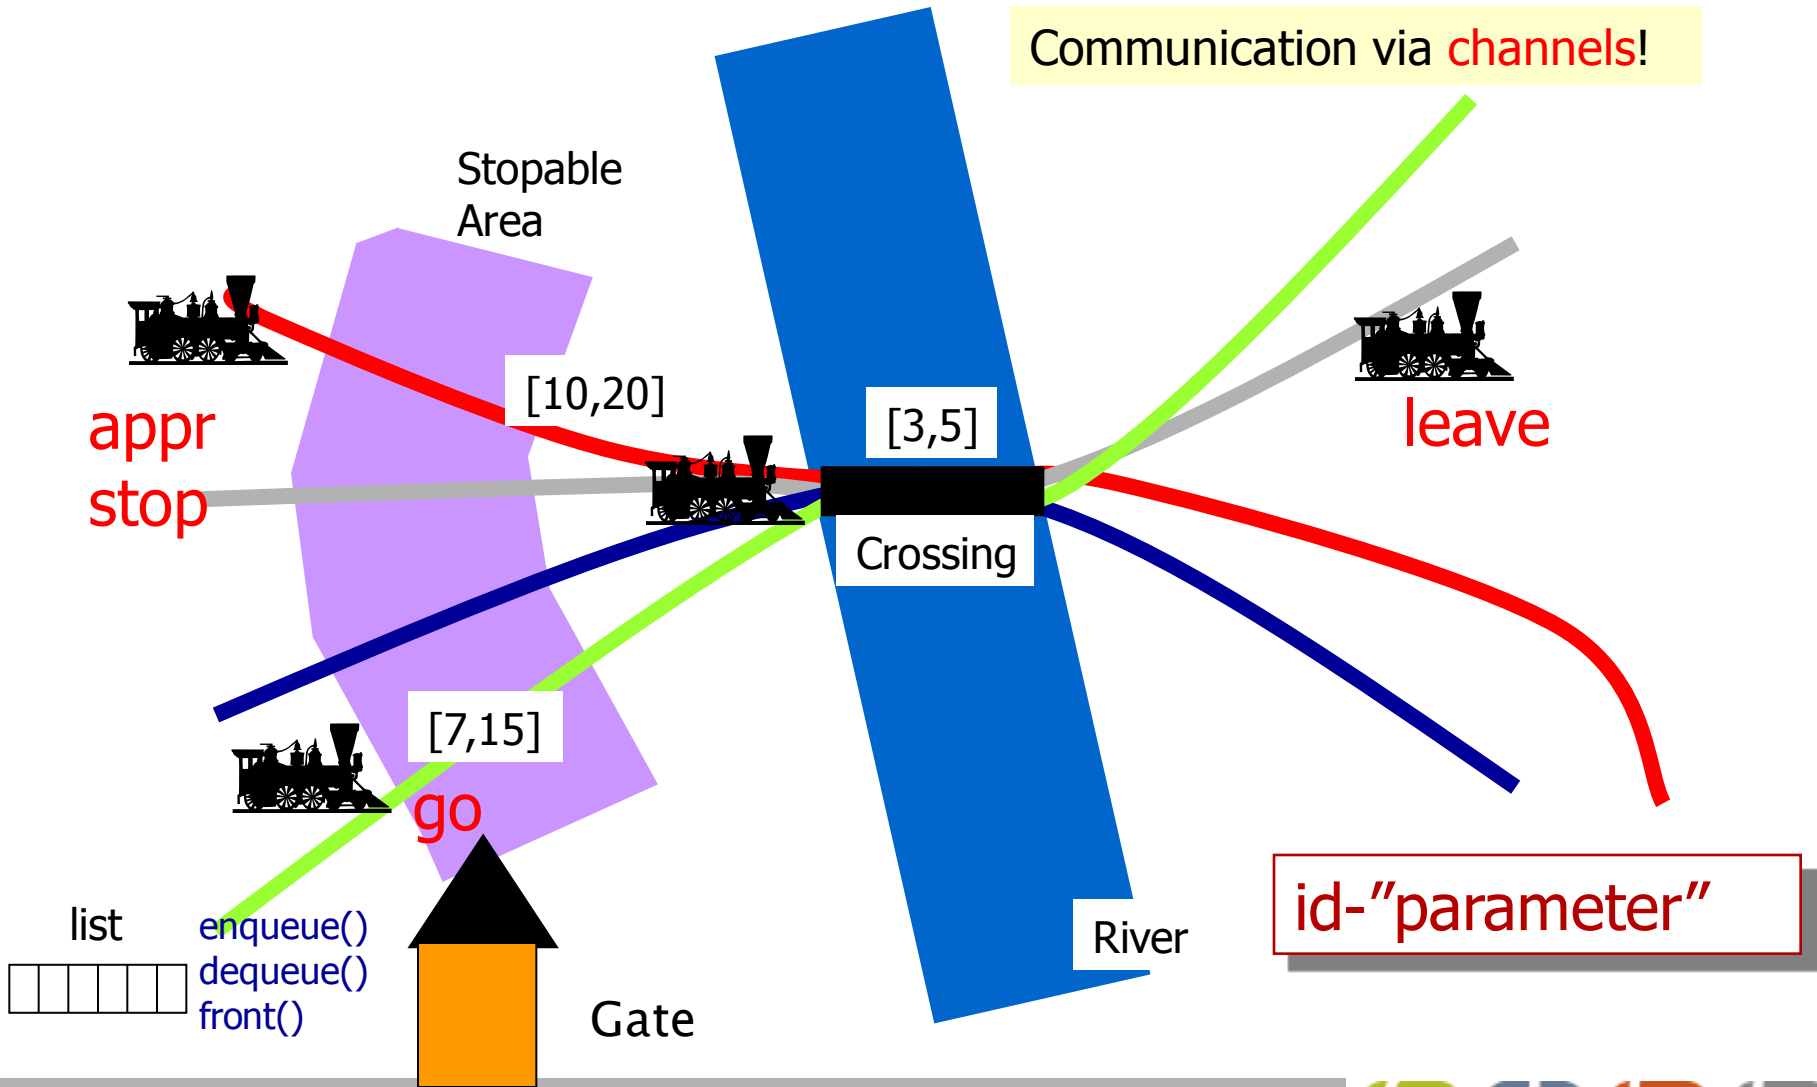 Communication via channels!
Stopable
Area
[10,20]
[3,5]
appr
stop
leave
Crossing
[7,15]
go
id-”parameter”
list
enqueue()
dequeue()
front()
River
Gate